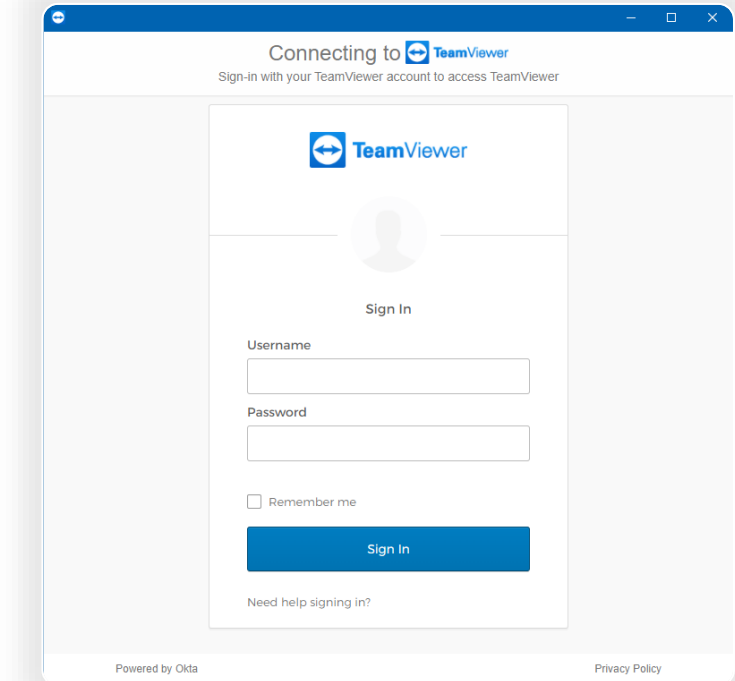 Connecting to TeamViewer
Sign-in with your TeamViewer account to access TeamViewer
TeamViewer
Sign In
Username
Password
Remember me
Sign In
Need help signing in?
Powered by Okta Privacy Policy